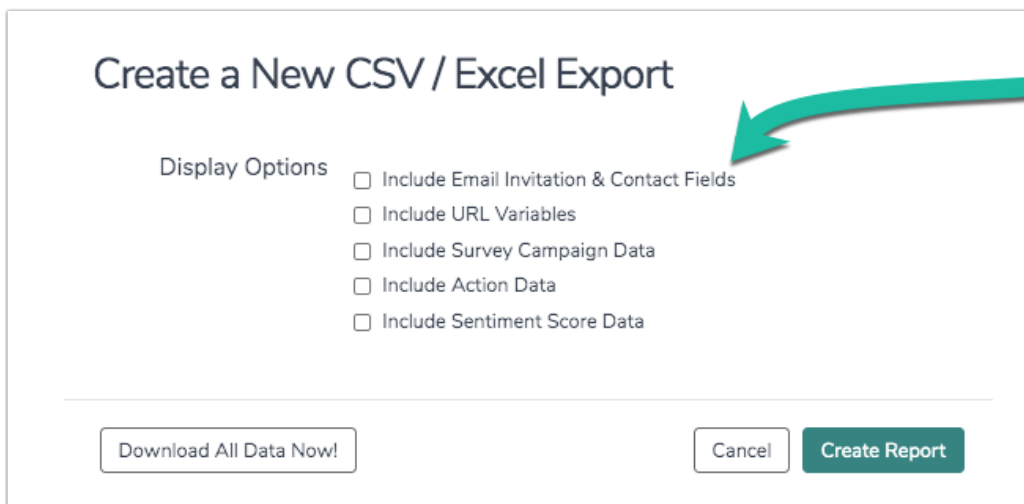 Create a New CSV / Excel Export
Display Options
Include Email Invitation & Contact Fields
Include URL Variables
Include Survey Campaign Data
Include Action Data
Include Sentiment Score Data
Download All Data Now!
Cancel
Create Report